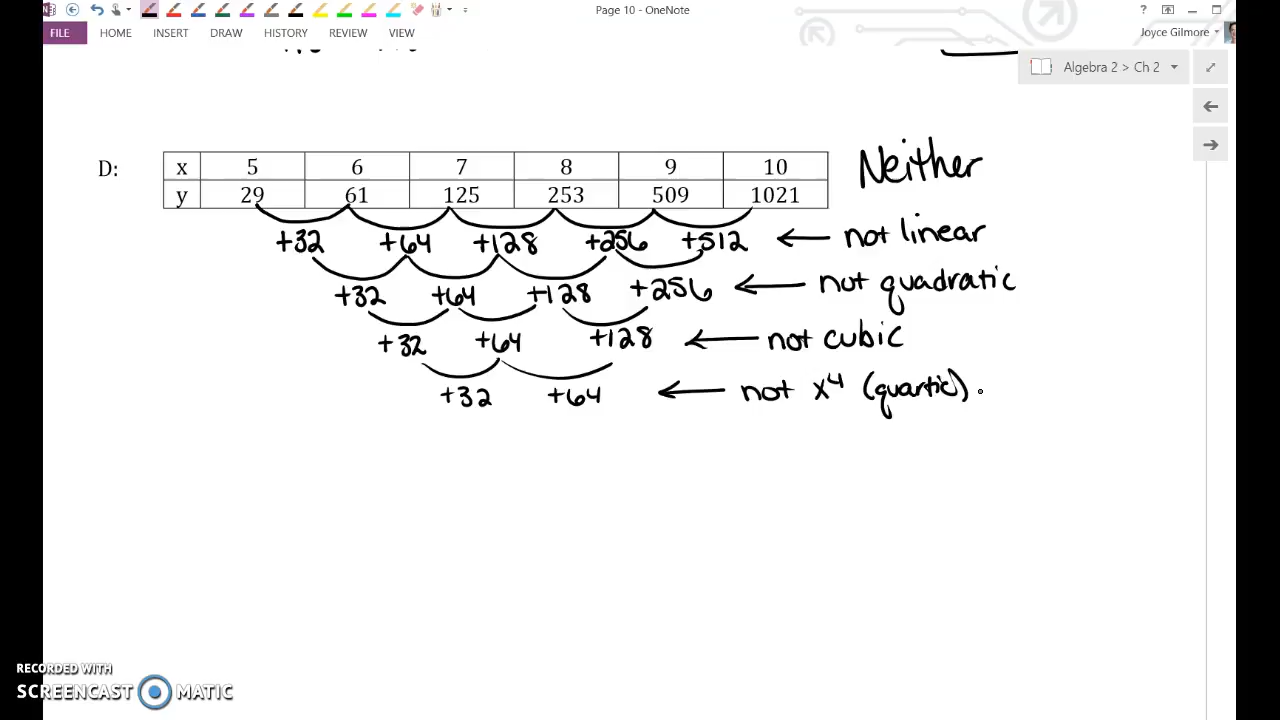 Page 10 - OneNote
?
FILE HOME INSERT DRAW HISTORY REVIEW VIEW
Joyce Gilmore
Algebra 2 > Ch 2
D:
x 5 6 7 8 9 10
y 29 61 125 253 509 1021
Neither
+32 +64 +128 +256 +512 ← not linear
+32 +64 +128 +256 ← not quadratic
+32 +64 +128 ← not cubic
+32 +64 ← not x⁴ (quartic)
RECORDED WITH
SCREENCAST MATIC